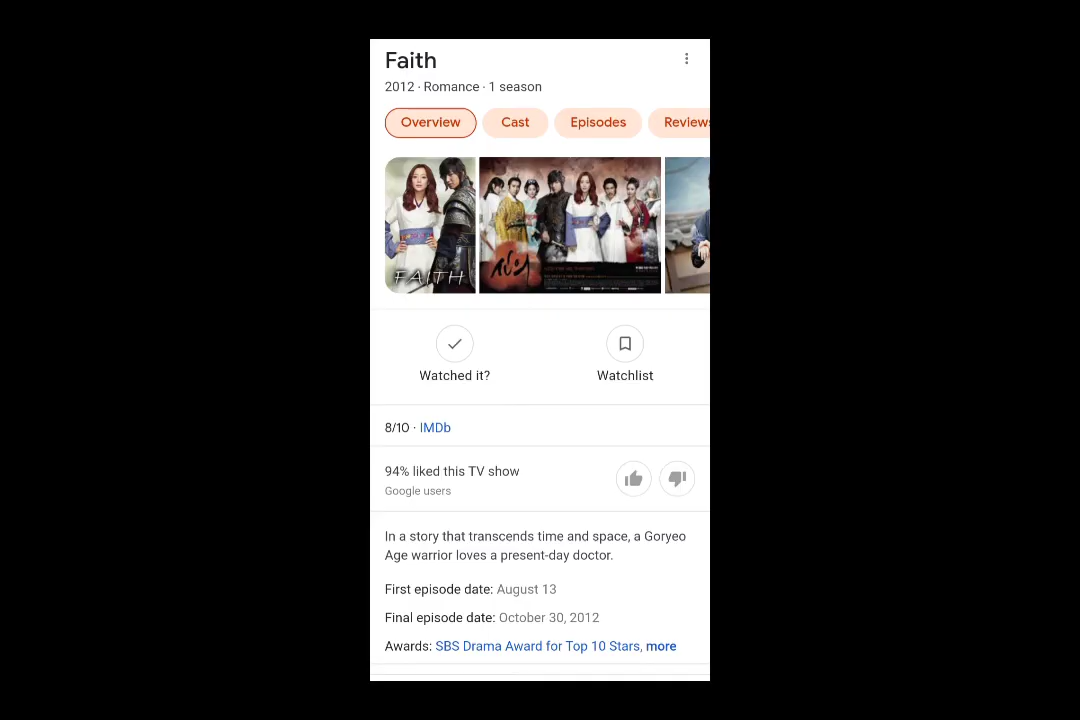 Faith
2012 · Romance · 1 season
Overview
Cast
Episodes
Reviews
FAITH
신의
Watched it?
Watchlist
8/10 · IMDb
94% liked this TV show
Google users
In a story that transcends time and space, a Goryeo
Age warrior loves a present-day doctor.
First episode date: August 13
Final episode date: October 30, 2012
Awards: SBS Drama Award for Top 10 Stars, more